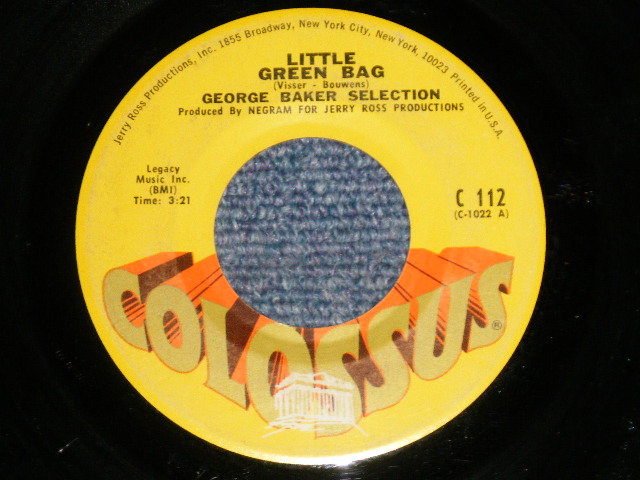 Jerry Ross Productions, Inc. 1855 Broadway, New York City, New York, 10023 Printed in U.S.A.
LITTLE
GREEN BAG
(Visser - Bouwens)
GEORGE BAKER SELECTION
Produced By NEGRAM FOR JERRY ROSS PRODUCTIONS
Legacy
Music Inc.
(BMI)
Time: 3:21
C 112
(C-1022 A)
COLOSSUS®